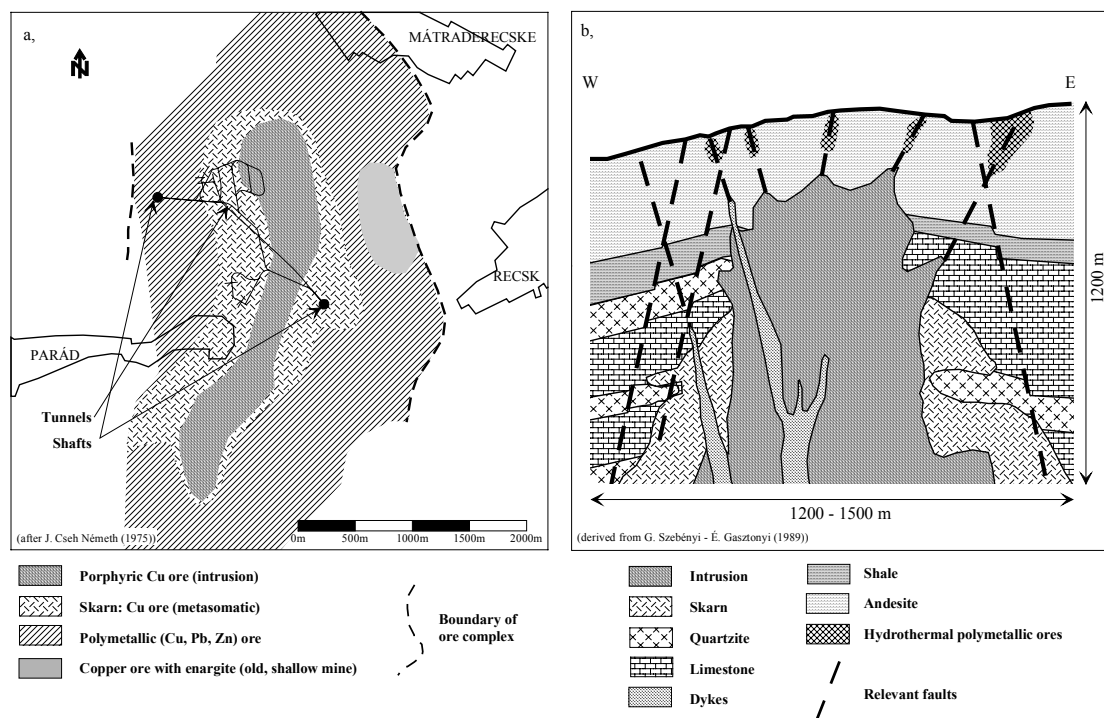 a,
N
MÁTRADERECSKE
RECSK
PARÁD
Tunnels
Shafts
0m 500m 1000m 1500m 2000m
(after J. Cseh Németh (1975))
Porphyric Cu ore (intrusion)
Skarn: Cu ore (metasomatic)
Polymetallic (Cu, Pb, Zn) ore
Copper ore with enargite (old, shallow mine)
Boundary of
ore complex
b,
W E
1200 m
1200 - 1500 m
(derived from G. Szebényi - É. Gasztonyi (1989))
Intrusion
Skarn
Quartzite
Limestone
Dykes
Shale
Andesite
Hydrothermal polymetallic ores
Relevant faults